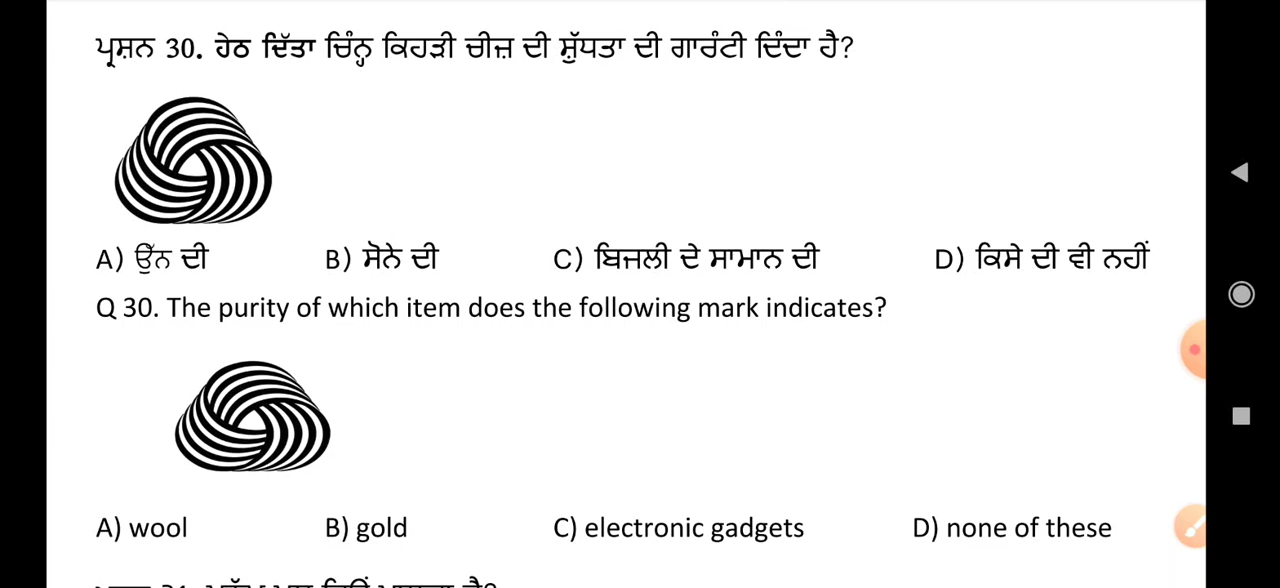 ਪ੍ਰਸ਼ਨ 30. ਹੇਠ ਦਿੱਤਾ ਚਿੰਨ੍ਹ ਕਿਹੜੀ ਚੀਜ਼ ਦੀ ਸ਼ੁੱਧਤਾ ਦੀ ਗਾਰੰਟੀ ਦਿੰਦਾ ਹੈ?
A) ਉੱਨ ਦੀ B) ਸੋਨੇ ਦੀ C) ਬਿਜਲੀ ਦੇ ਸਾਮਾਨ ਦੀ D) ਕਿਸੇ ਦੀ ਵੀ ਨਹੀਂ
Q 30. The purity of which item does the following mark indicates?
A) wool B) gold C) electronic gadgets D) none of these